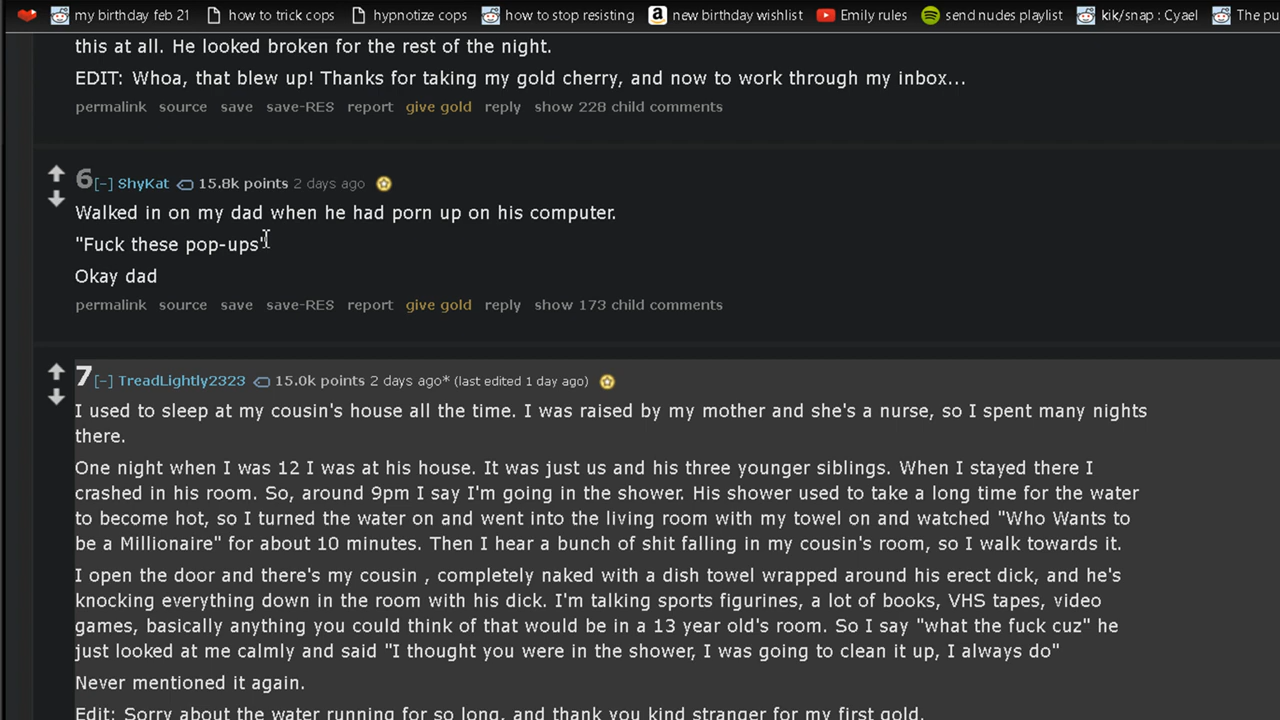 my birthday feb 21 how to trick cops hypnotize cops how to stop resisting new birthday wishlist Emily rules send nudes playlist kik/snap : Cyael The pu
this at all. He looked broken for the rest of the night.
EDIT: Whoa, that blew up! Thanks for taking my gold cherry, and now to work through my inbox...
permalink source save save-RES report give gold reply show 228 child comments
6 [-] ShyKat 15.8k points 2 days ago
Walked in on my dad when he had porn up on his computer.
"Fuck these pop-ups"
Okay dad
permalink source save save-RES report give gold reply show 173 child comments
7 [-] TreadLightly2323 15.0k points 2 days ago* (last edited 1 day ago)
I used to sleep at my cousin's house all the time. I was raised by my mother and she's a nurse, so I spent many nights
there.
One night when I was 12 I was at his house. It was just us and his three younger siblings. When I stayed there I
crashed in his room. So, around 9pm I say I'm going in the shower. His shower used to take a long time for the water
to become hot, so I turned the water on and went into the living room with my towel on and watched "Who Wants to
be a Millionaire" for about 10 minutes. Then I hear a bunch of shit falling in my cousin's room, so I walk towards it.
I open the door and there's my cousin , completely naked with a dish towel wrapped around his erect dick, and he's
knocking everything down in the room with his dick. I'm talking sports figurines, a lot of books, VHS tapes, video
games, basically anything you could think of that would be in a 13 year old's room. So I say "what the fuck cuz" he
just looked at me calmly and said "I thought you were in the shower, I was going to clean it up, I always do"
Never mentioned it again.
Edit: Sorry about the water running for so long, and thank you kind stranger for my first gold.